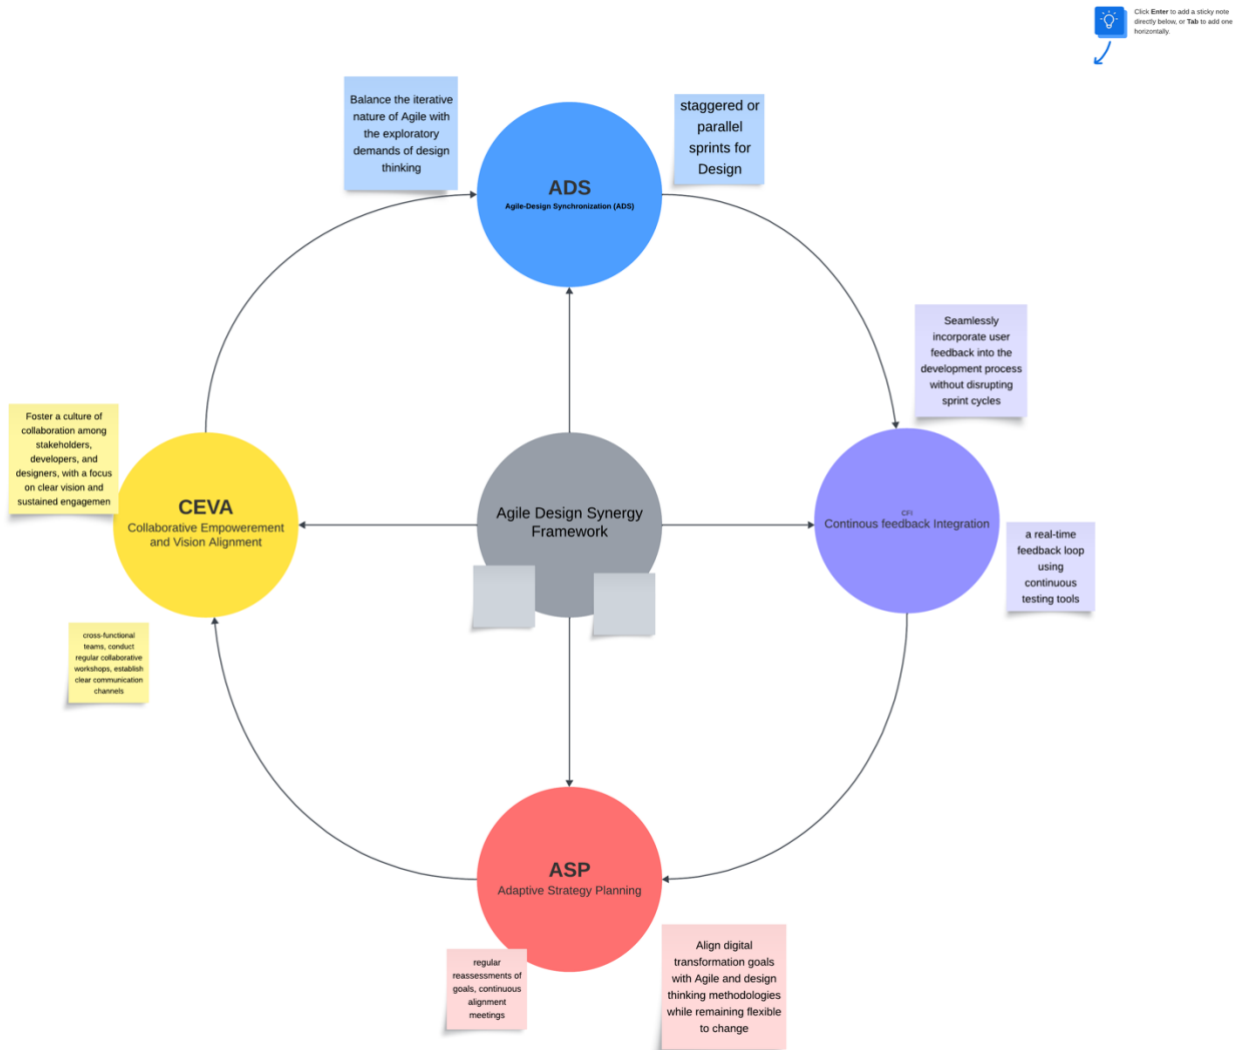 Click Enter to add a sticky note
directly below, or Tab to add one
horizontally.
Balance the iterative
nature of Agile with
the exploratory
demands of design
thinking
staggered or
parallel
sprints for
Design
ADS
Agile-Design Synchronization (ADS)
Seamlessly
incorporate user
feedback into the
development process
without disrupting
sprint cycles
Foster a culture of
collaboration among
stakeholders,
developers, and
designers, with a focus
on clear vision and
sustained engagemen
CEVA
Collaborative Empowerement
and Vision Alignment
Agile Design Synergy
Framework
CFI
Continous feedback Integration
a real-time
feedback loop
using
continuous
testing tools
cross-functional
teams, conduct
regular collaborative
workshops, establish
clear communication
channels
ASP
Adaptive Strategy Planning
regular
reassessments of
goals, continuous
alignment
meetings
Align digital
transformation goals
with Agile and design
thinking methodologies
while remaining flexible
to change